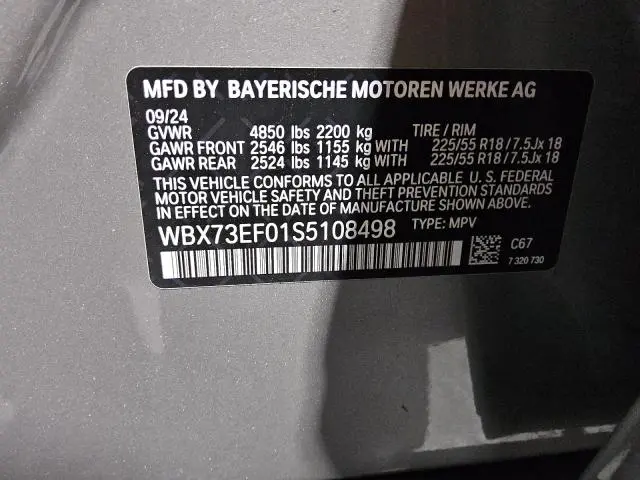 MFD BY BAYERISCHE MOTOREN WERKE AG
09/24
GVWR 4850 lbs 2200 kg TIRE / RIM
GAWR FRONT 2546 lbs 1155 kg WITH 225/55 R18 / 7.5Jx 18
GAWR REAR 2524 lbs 1145 kg WITH 225/55 R18 / 7.5Jx 18
THIS VEHICLE CONFORMS TO ALL APPLICABLE U.S. FEDERAL
MOTOR VEHICLE SAFETY AND THEFT PREVENTION STANDARDS
IN EFFECT ON THE DATE OF MANUFACTURE SHOWN ABOVE.
WBX73EF01S5108498 TYPE: MPV
C67
7 320 730